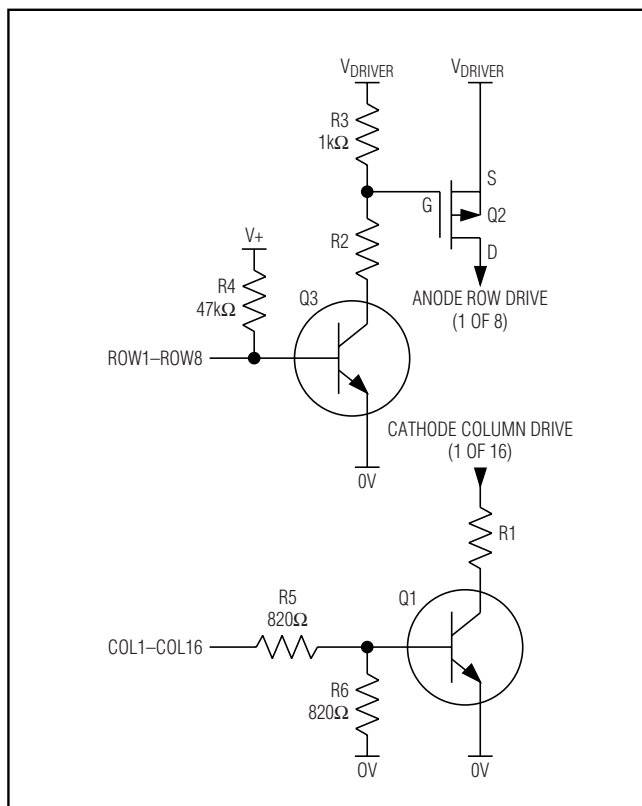 VDRIVER VDRIVER
R3
1kΩ
S
G
Q2
D
R2
V+
R4
47kΩ
Q3
ANODE ROW DRIVE
(1 OF 8)
ROW1–ROW8
0V
CATHODE COLUMN DRIVE
(1 OF 16)
R1
R5
820Ω
Q1
COL1–COL16
R6
820Ω
0V 0V